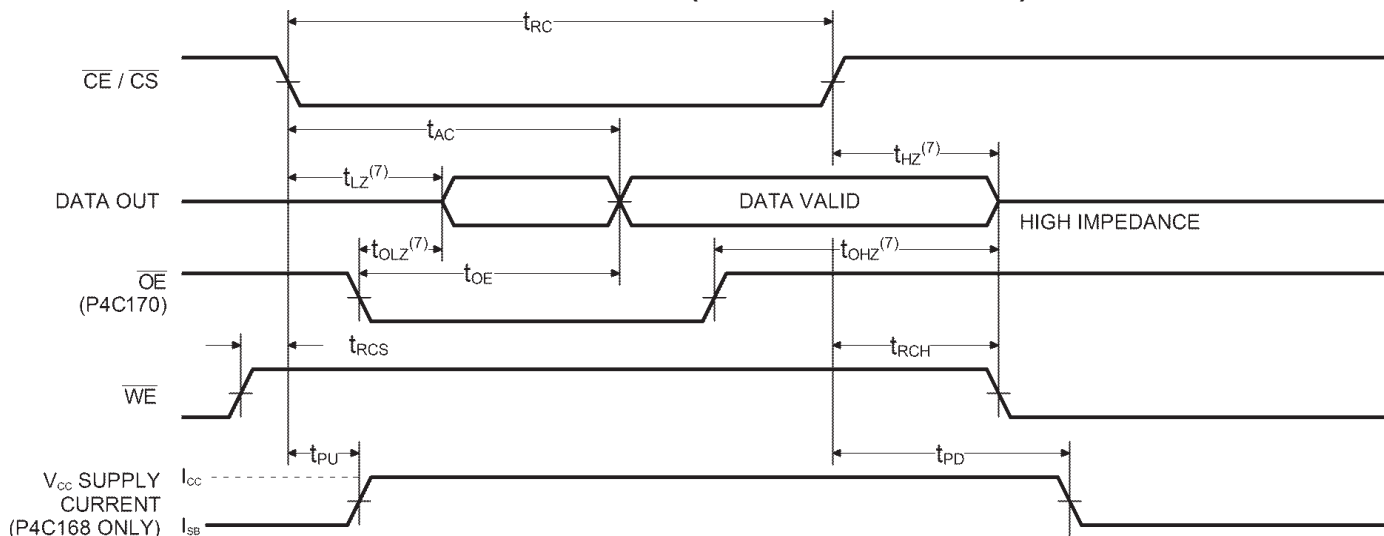 tRC
CE / CS
tAC
tLZ(7)
tHZ(7)
DATA OUT
DATA VALID
HIGH IMPEDANCE
tOLZ(7)
tOHZ(7)
OE
(P4C170)
tOE
tRCS
tRCH
WE
tPU
tPD
VCC SUPPLY
CURRENT
(P4C168 ONLY)
ICC
ISB